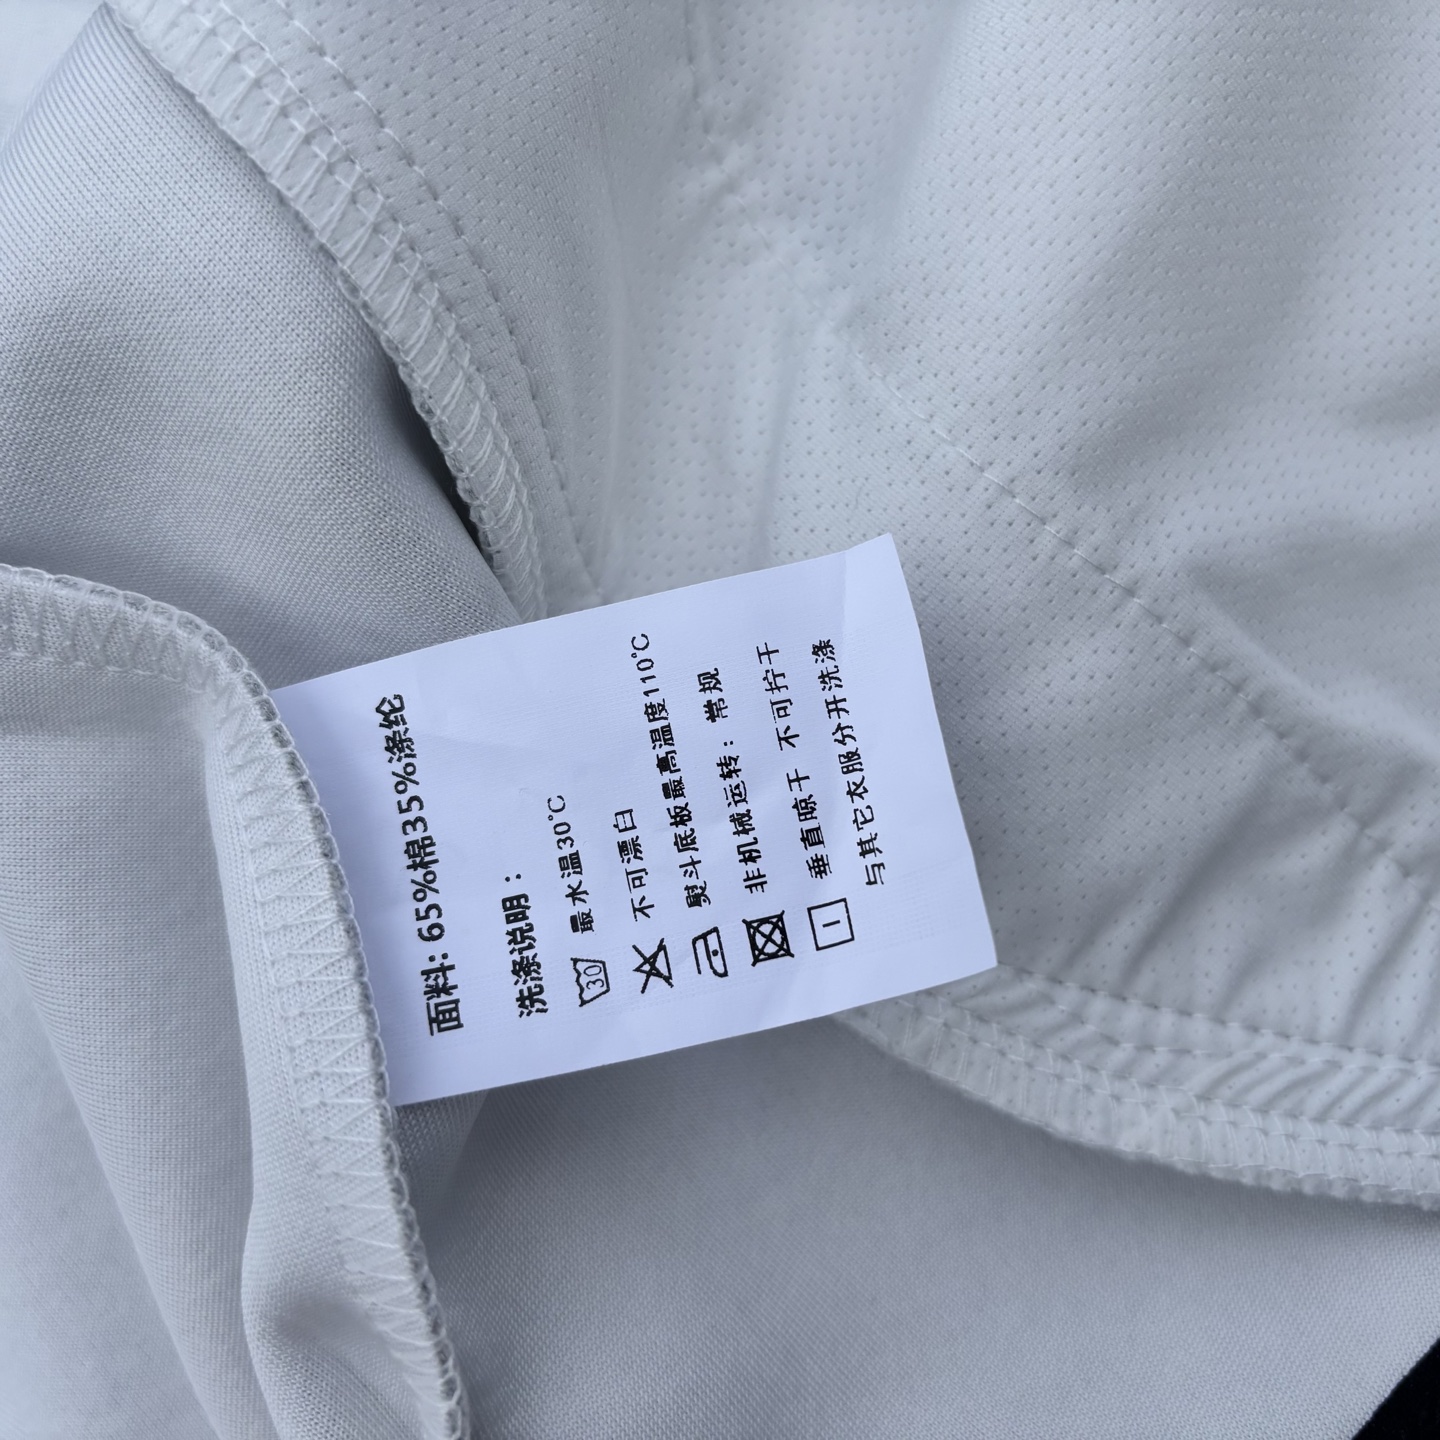 面料: 65%棉35%涤纶
洗涤说明：
30 最水温30℃
不可漂白
熨斗底板最高温度110℃
非机械运转：常规
垂直晾干 不可拧干
与其它衣服分开洗涤